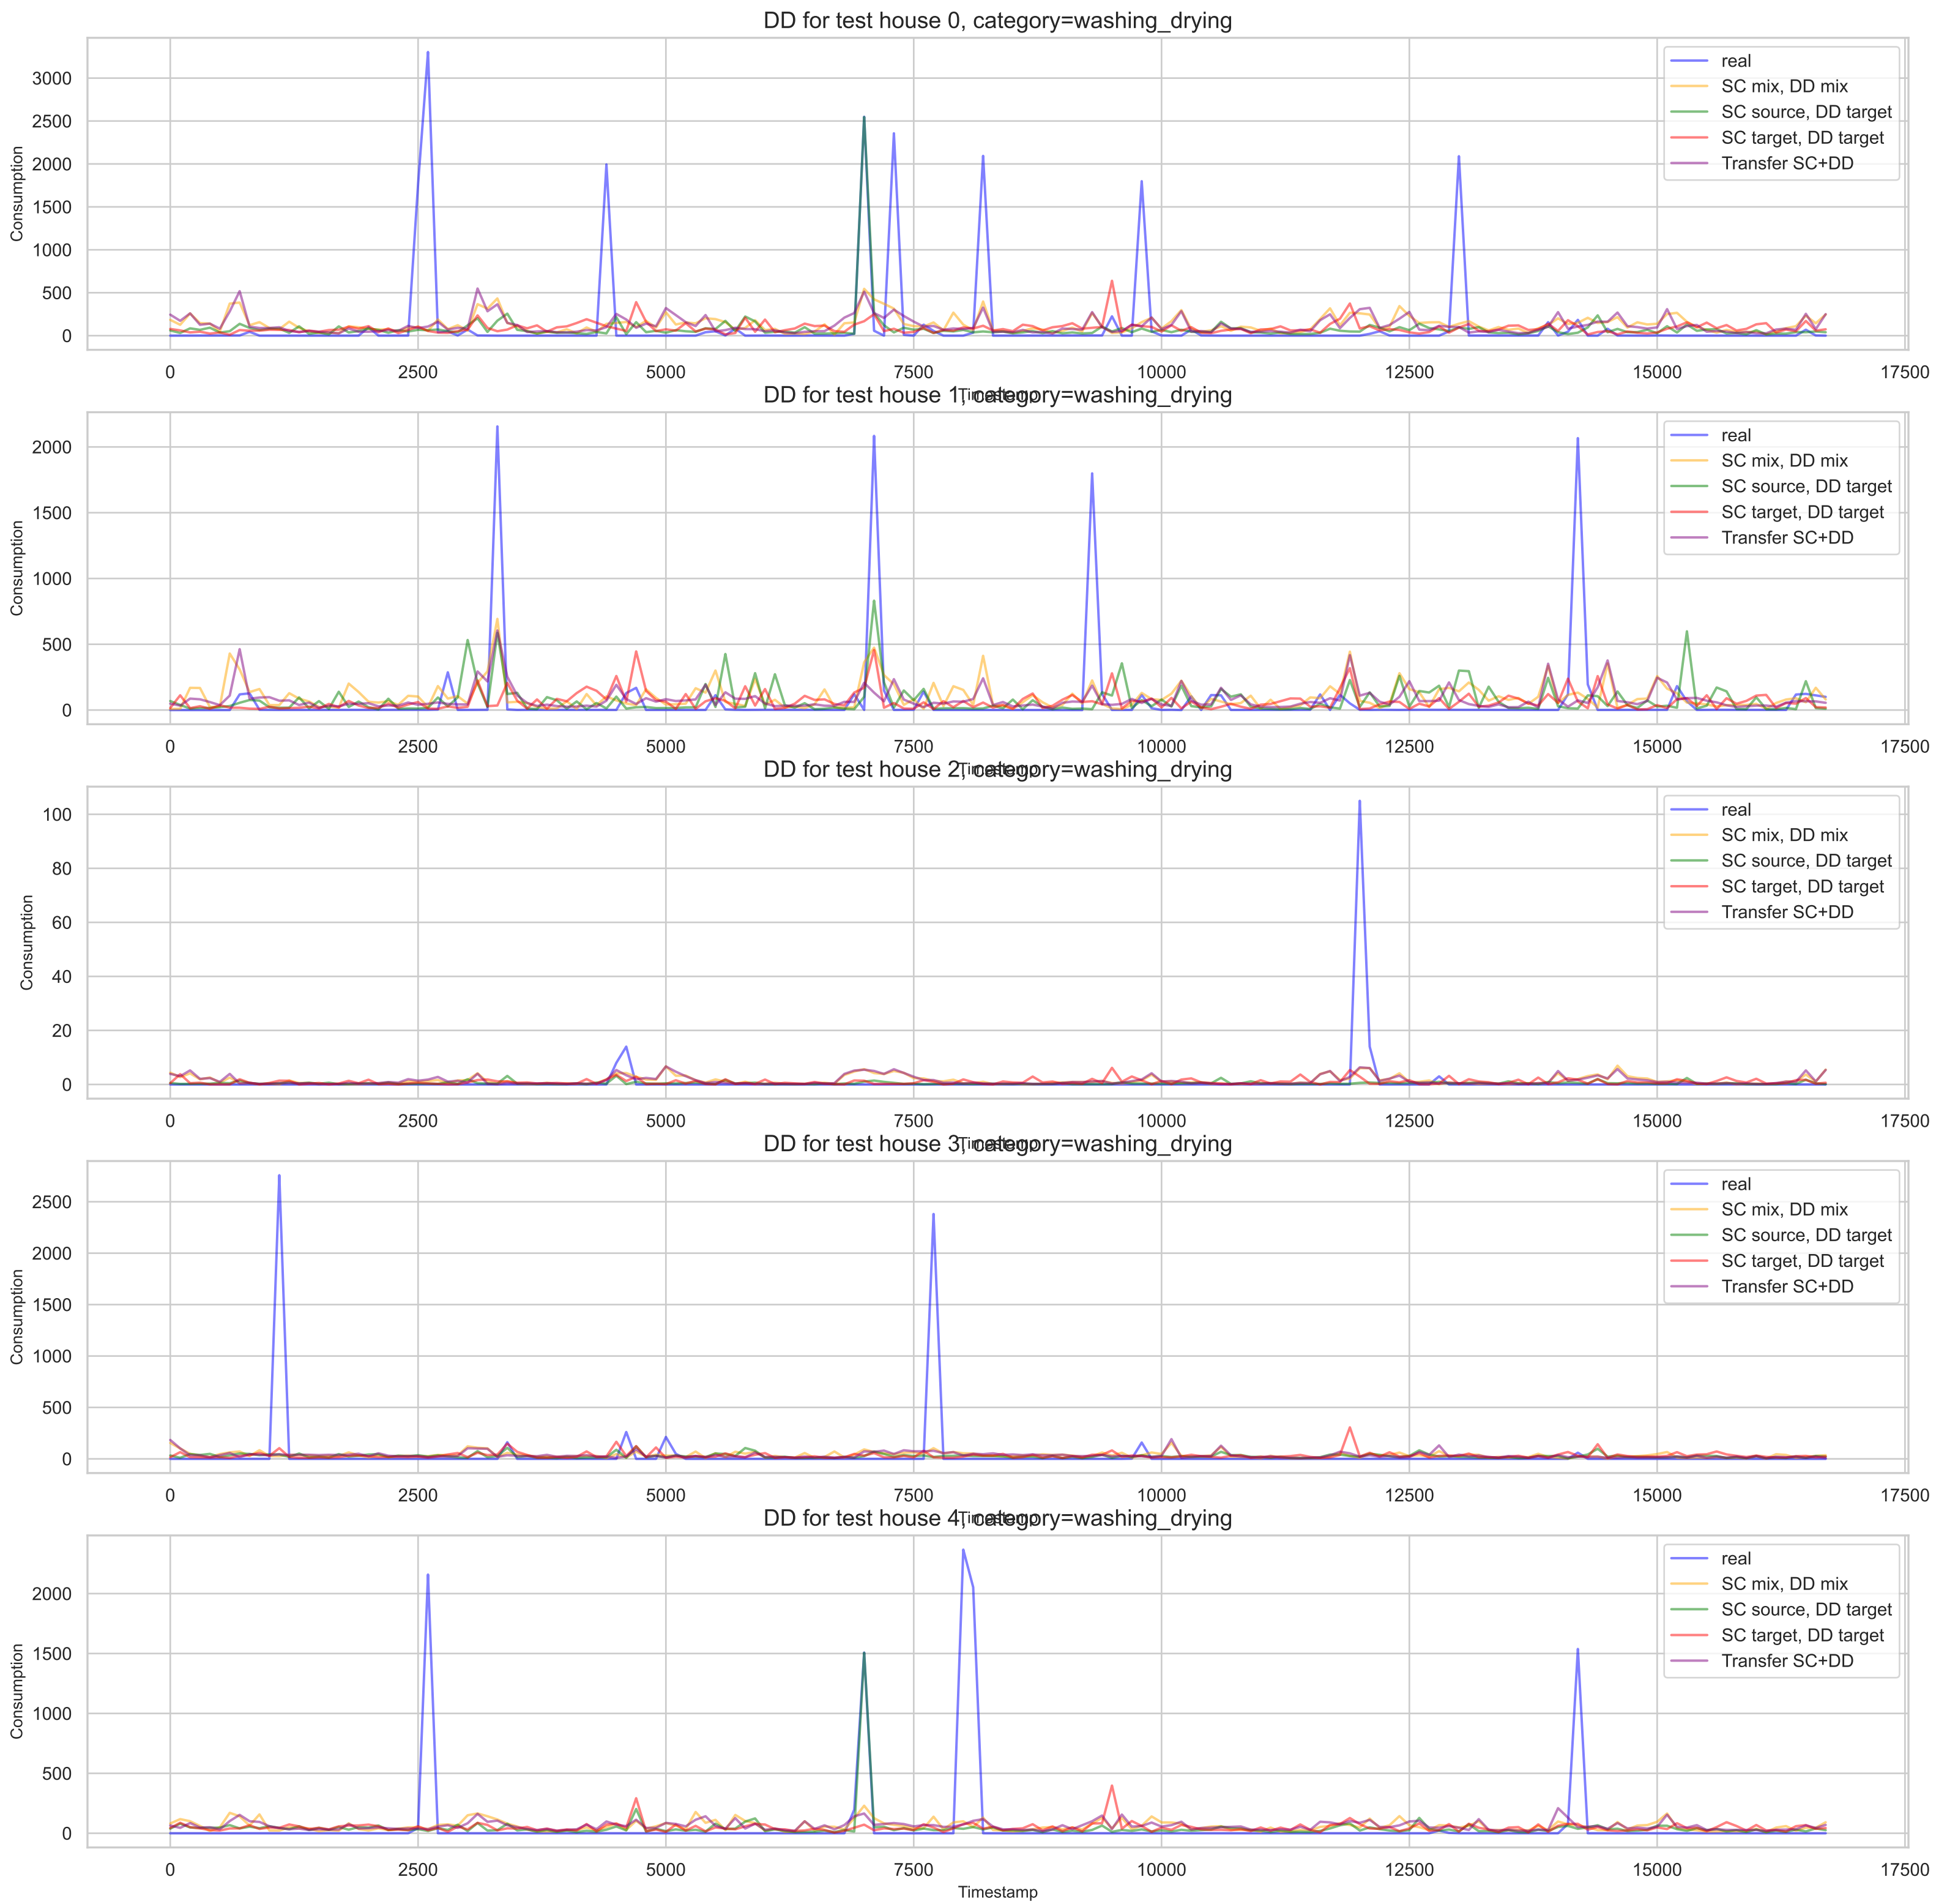 DD for test house 0, category=washing_drying
Consumption
3000
2500
2000
1500
1000
500
0
real
SC mix, DD mix
SC source, DD target
SC target, DD target
Transfer SC+DD
0 2500 5000 7500 10000 12500 15000 17500
Timestamp
DD for test house 1, category=washing_drying
Consumption
2000
1500
1000
500
0
real
SC mix, DD mix
SC source, DD target
SC target, DD target
Transfer SC+DD
0 2500 5000 7500 10000 12500 15000 17500
Timestamp
DD for test house 2, category=washing_drying
Consumption
100
80
60
40
20
0
real
SC mix, DD mix
SC source, DD target
SC target, DD target
Transfer SC+DD
0 2500 5000 7500 10000 12500 15000 17500
Timestamp
DD for test house 3, category=washing_drying
Consumption
2500
2000
1500
1000
500
0
real
SC mix, DD mix
SC source, DD target
SC target, DD target
Transfer SC+DD
0 2500 5000 7500 10000 12500 15000 17500
Timestamp
DD for test house 4, category=washing_drying
Consumption
2000
1500
1000
500
0
real
SC mix, DD mix
SC source, DD target
SC target, DD target
Transfer SC+DD
0 2500 5000 7500 10000 12500 15000 17500
Timestamp